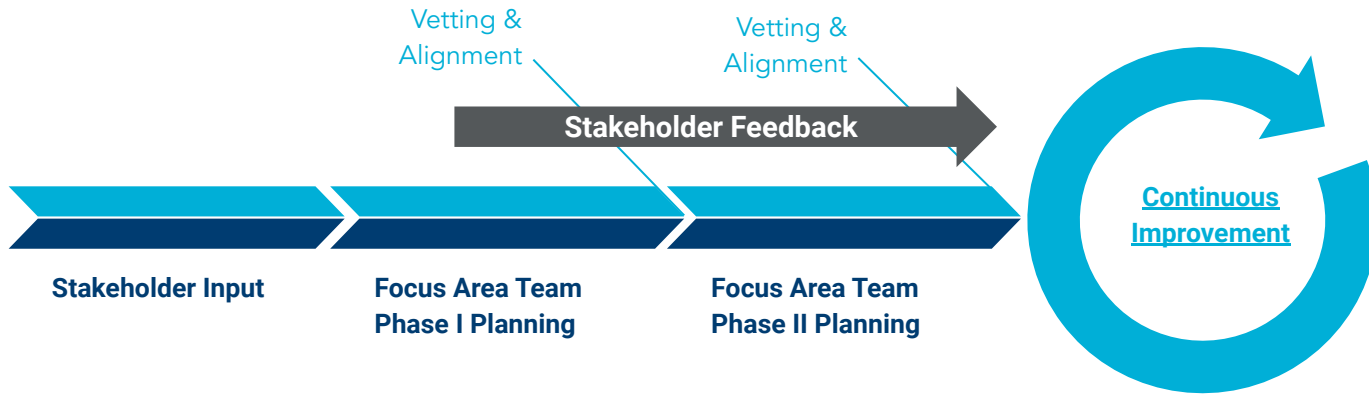 Vetting &
Alignment
Vetting &
Alignment
Stakeholder Feedback
Continuous
Improvement
Stakeholder Input
Focus Area Team
Phase I Planning
Focus Area Team
Phase II Planning